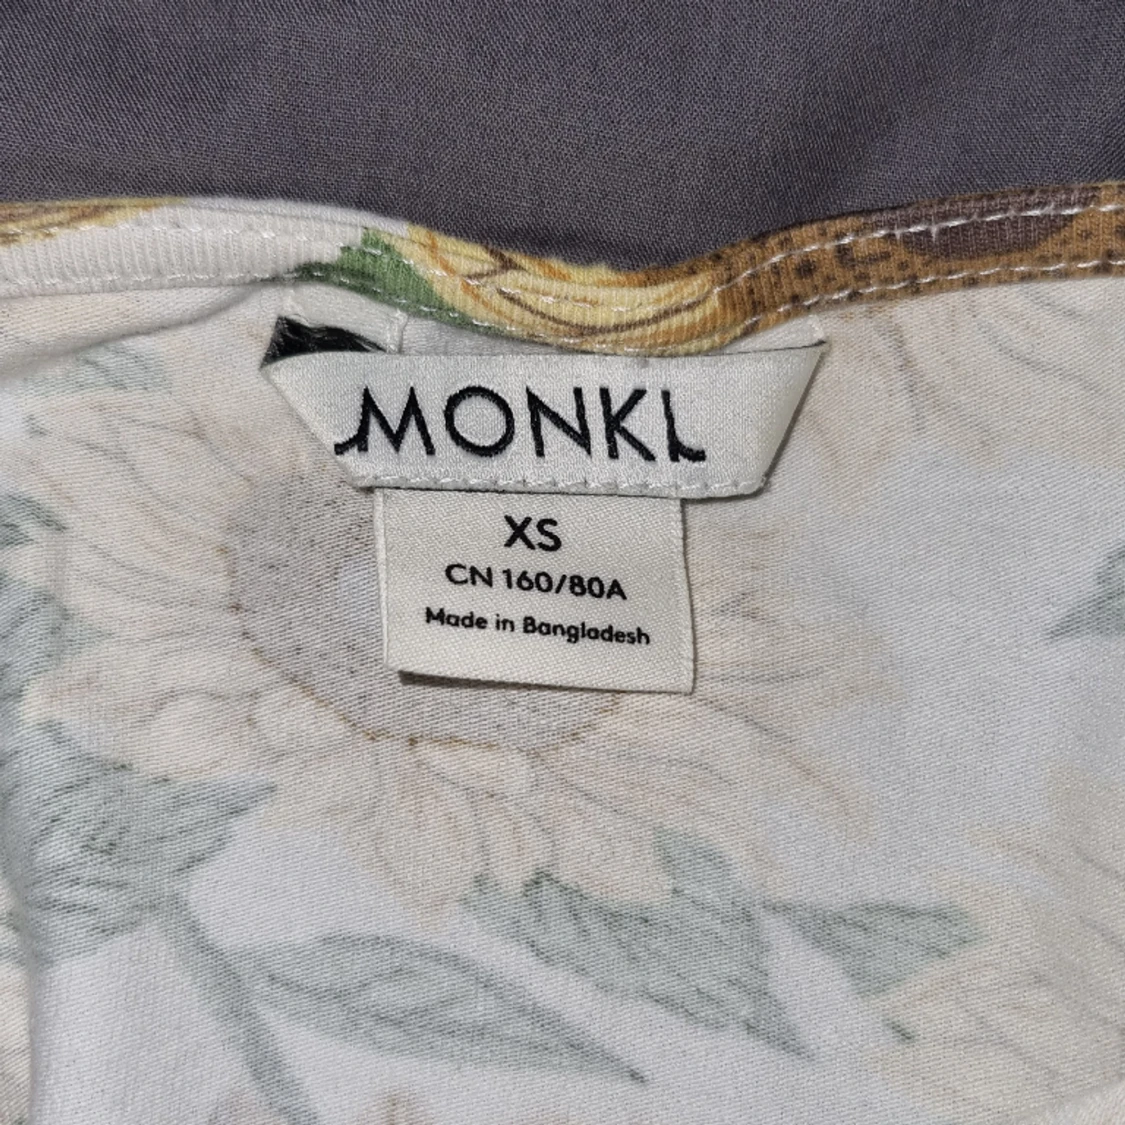 MONKI
XS
CN 160/80A
Made in Bangladesh